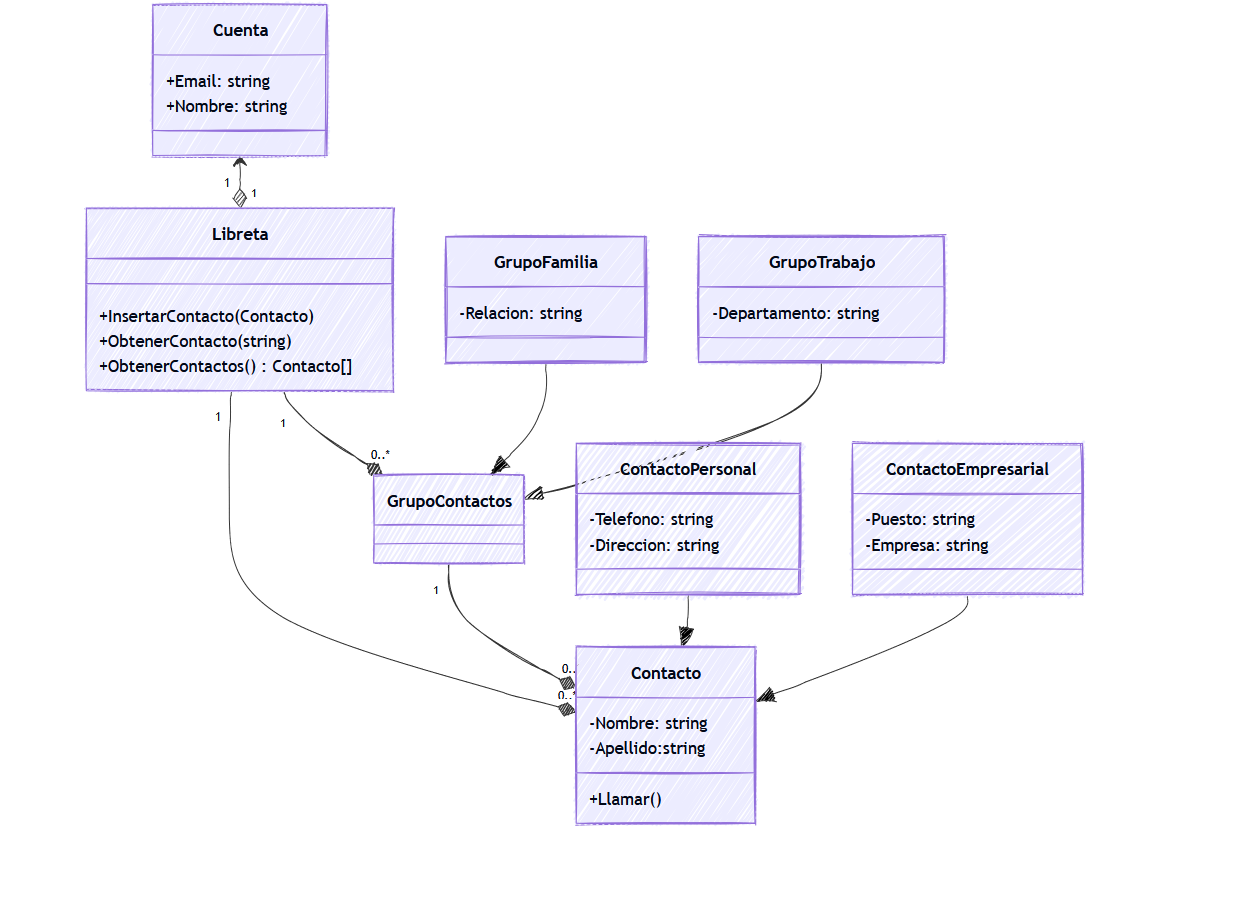 Cuenta
+Email: string
+Nombre: string
1
1
Libreta
+InsertarContacto(Contacto)
+ObtenerContacto(string)
+ObtenerContactos() : Contacto[]
GrupoFamilia
-Relacion: string
GrupoTrabajo
-Departamento: string
1
1
0..*
GrupoContactos
ContactoPersonal
-Telefono: string
-Direccion: string
ContactoEmpresarial
-Puesto: string
-Empresa: string
1
0..
0..*
Contacto
-Nombre: string
-Apellido:string
+Llamar()